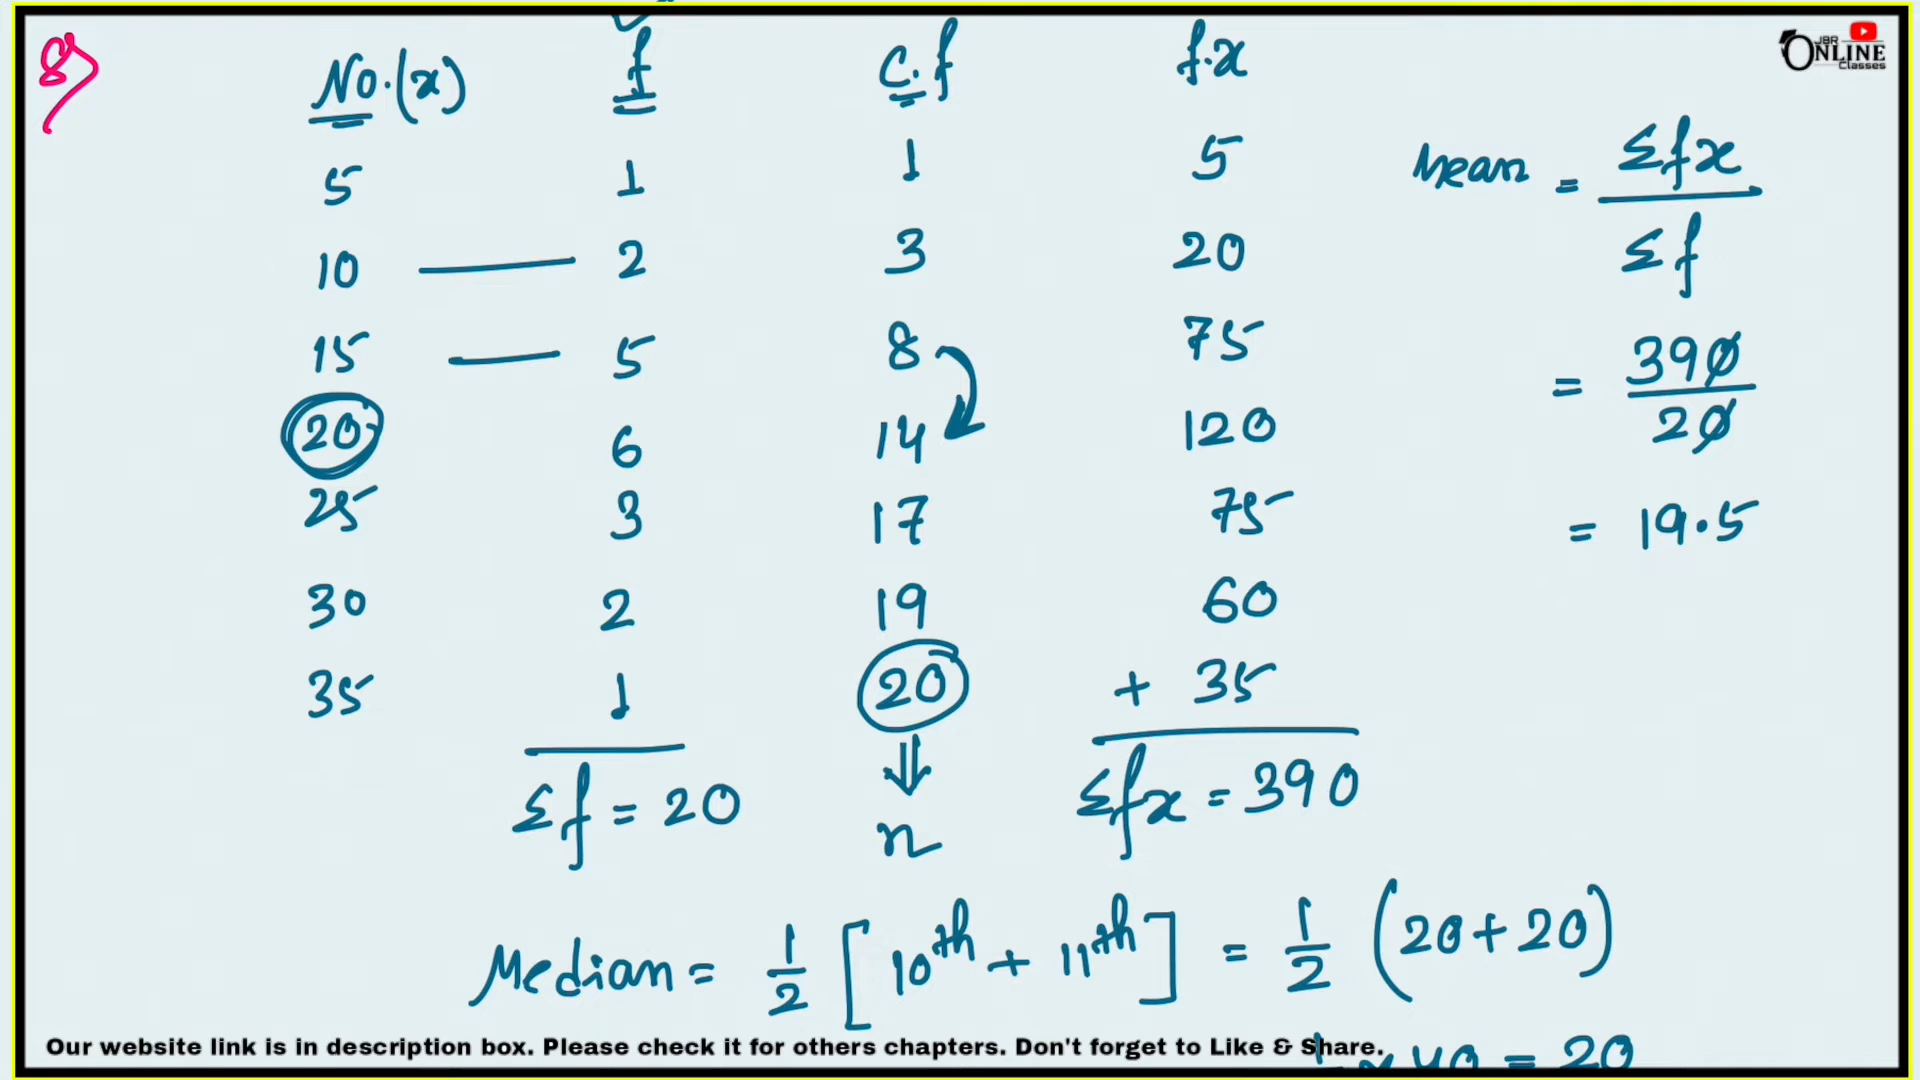 8)
JBR
ONLINE
Classes
No.(x) f c.f f.x
5 1 1 5
10 — 2 3 20
15 — 5 8 75
20 6 14 120
25 3 17 75
30 2 19 60
35 1 20 + 35
Σf = 20 ⇓ n Σfx = 390
Mean = Σfx / Σf
= 390 / 20
= 19.5
Median = 1/2 [10th + 11th] = 1/2 (20 + 20)
= 20
Our website link is in description box. Please check it for others chapters. Don't forget to Like & Share.